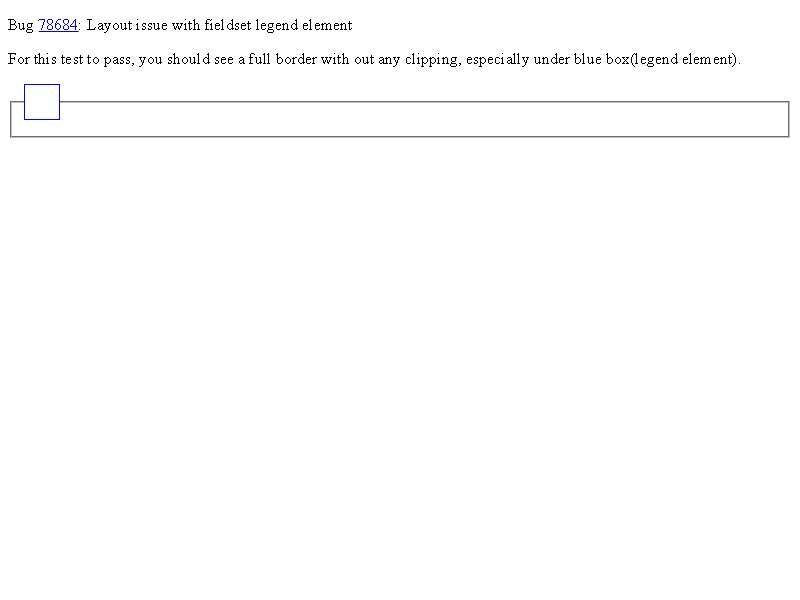 Bug 78684: Layout issue with fieldset legend element
For this test to pass, you should see a full border with out any clipping, especially under blue box(legend element).